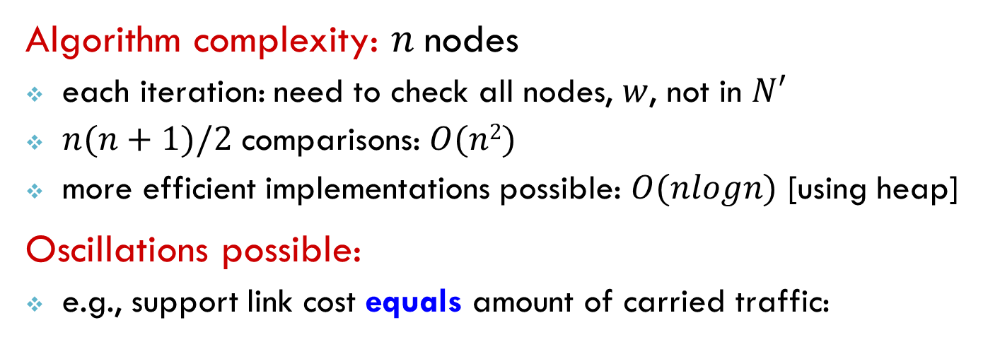 Algorithm complexity: n nodes
❖ each iteration: need to check all nodes, w, not in N′
❖ n(n + 1)/2 comparisons: O(n²)
❖ more efficient implementations possible: O(nlogn) [using heap]
Oscillations possible:
❖ e.g., support link cost equals amount of carried traffic: